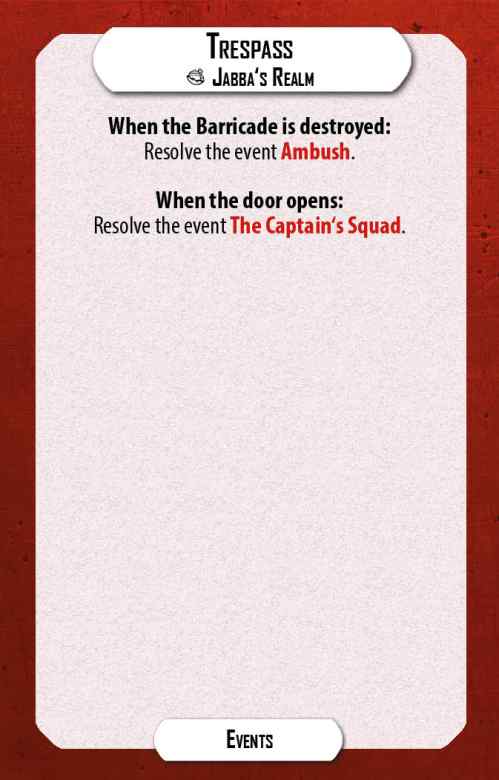 Trespass
Jabba‘s Realm
When the Barricade is destroyed:
Resolve the event Ambush.
When the door opens:
Resolve the event The Captain‘s Squad.
Events